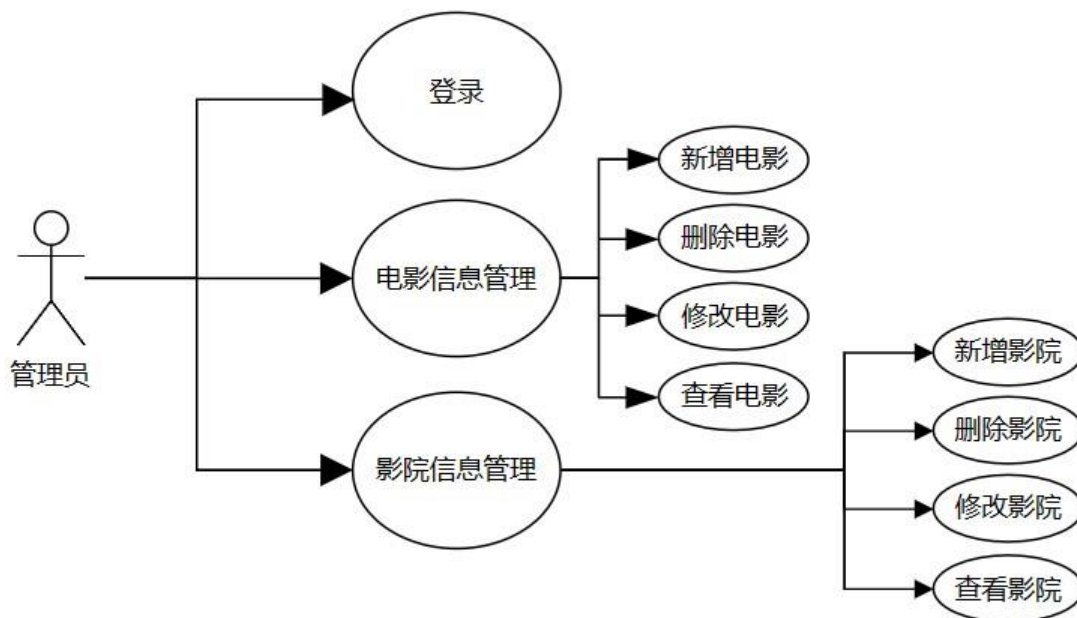 登录
新增电影
删除电影
电影信息管理
修改电影
新增影院
管理员
查看电影
删除影院
影院信息管理
修改影院
查看影院